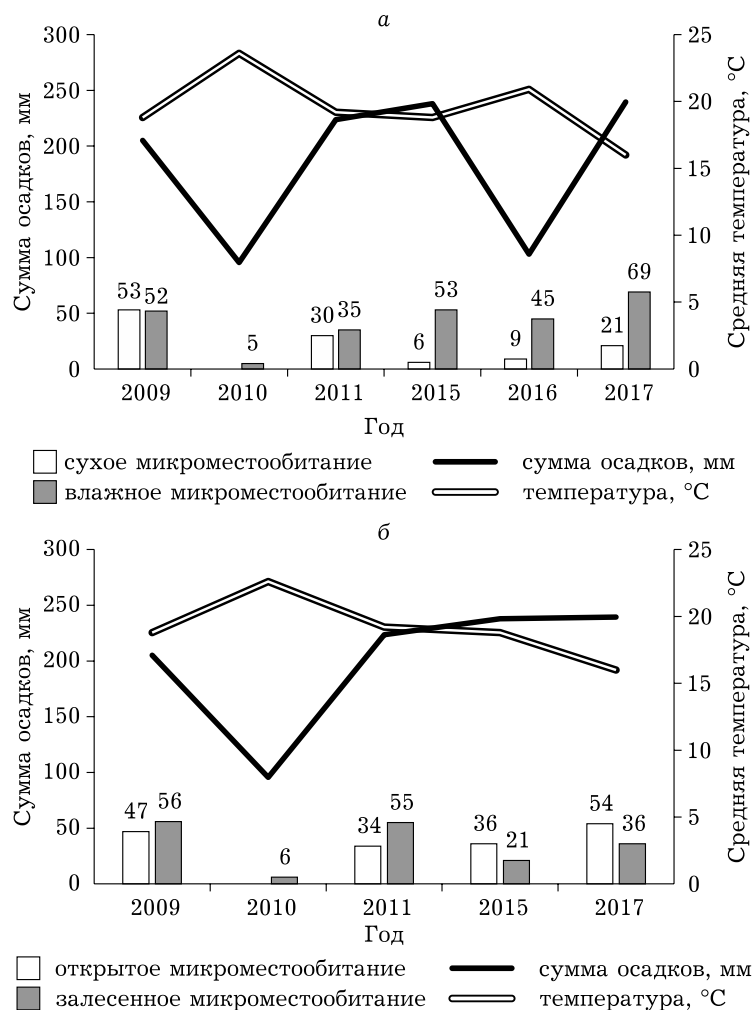 а
300
250
200
150
100
50
0
Сумма осадков, мм
25
20
15
10
5
0
Средняя температура, °С
53 52 5 30 35 6 53 9 45 21 69
2009 2010 2011 2015 2016 2017
Год
сухое микроместообитание сумма осадков, мм
влажное микроместообитание температура, °С
б
300
250
200
150
100
50
0
Сумма осадков, мм
25
20
15
10
5
0
Средняя температура, °С
47 56 6 34 55 36 21 54 36
2009 2010 2011 2015 2017
Год
открытое микроместообитание сумма осадков, мм
залесенное микроместообитание температура, °С